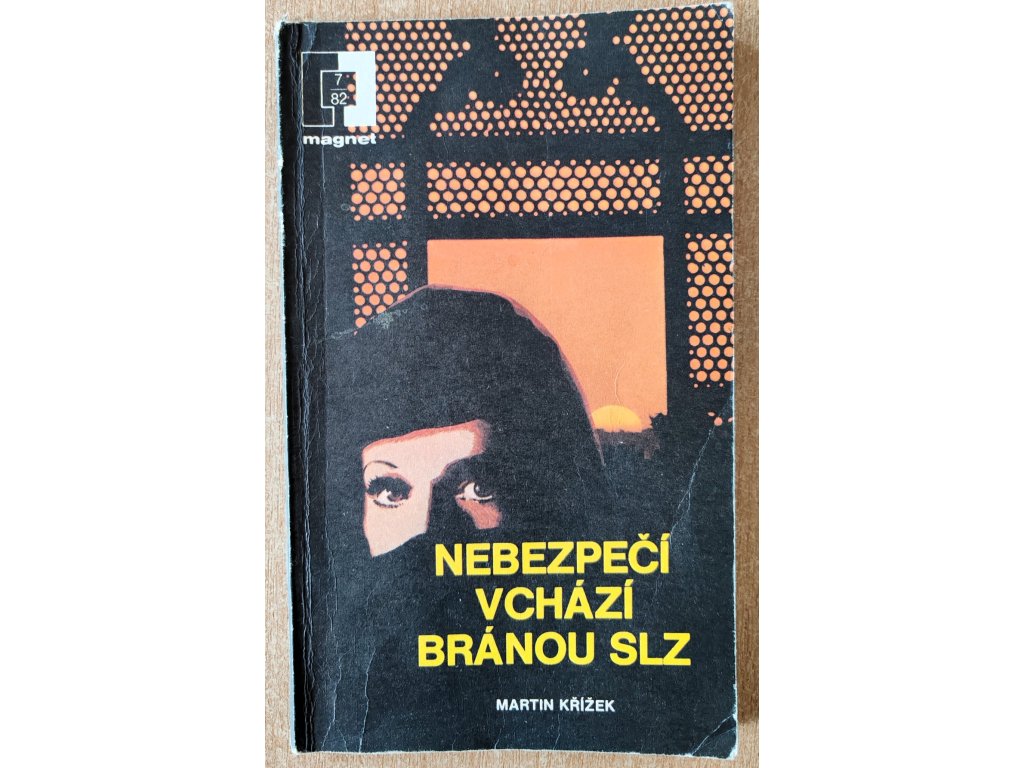 7
82
magnet
NEBEZPEČÍ
VCHÁZÍ
BRÁNOU SLZ
MARTIN KŘÍŽEK